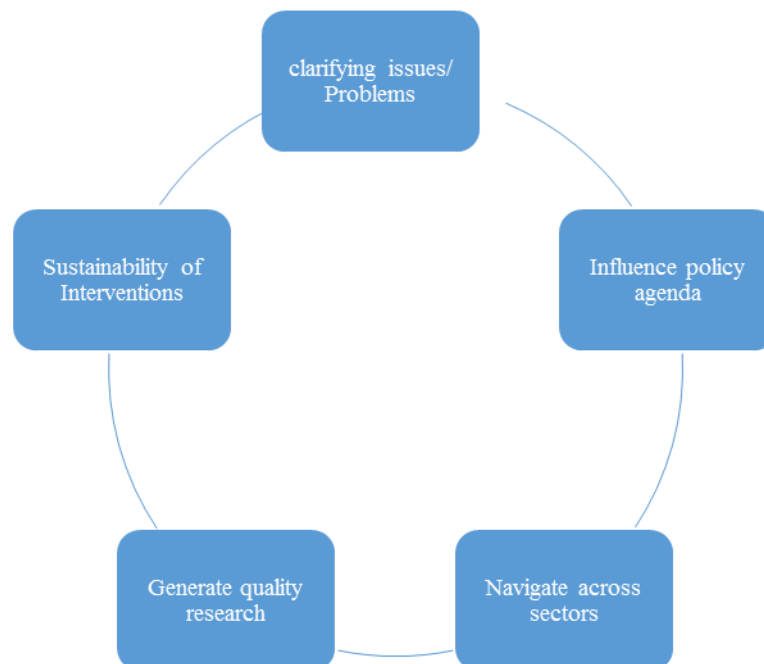 clarifying issues/
Problems
Influence policy
agenda
Navigate across
sectors
Generate quality
research
Sustainability of
Interventions